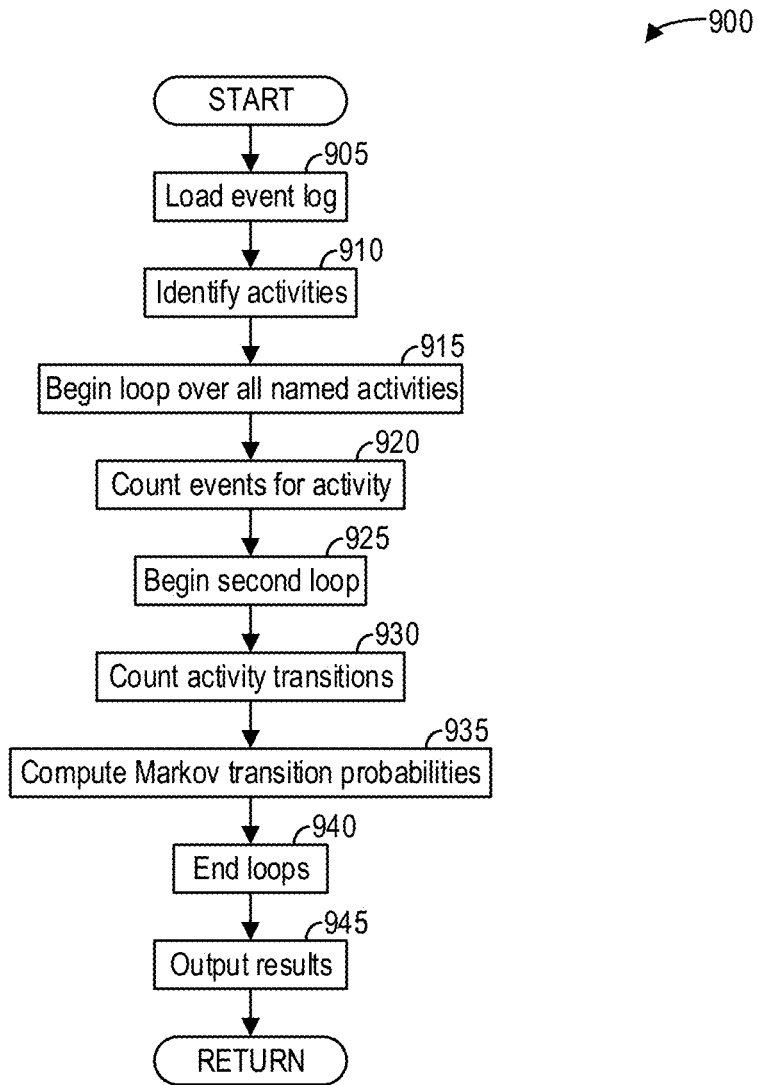 900
START
905
Load event log
910
Identify activities
915
Begin loop over all named activities
920
Count events for activity
925
Begin second loop
930
Count activity transitions
935
Compute Markov transition probabilities
940
End loops
945
Output results
RETURN